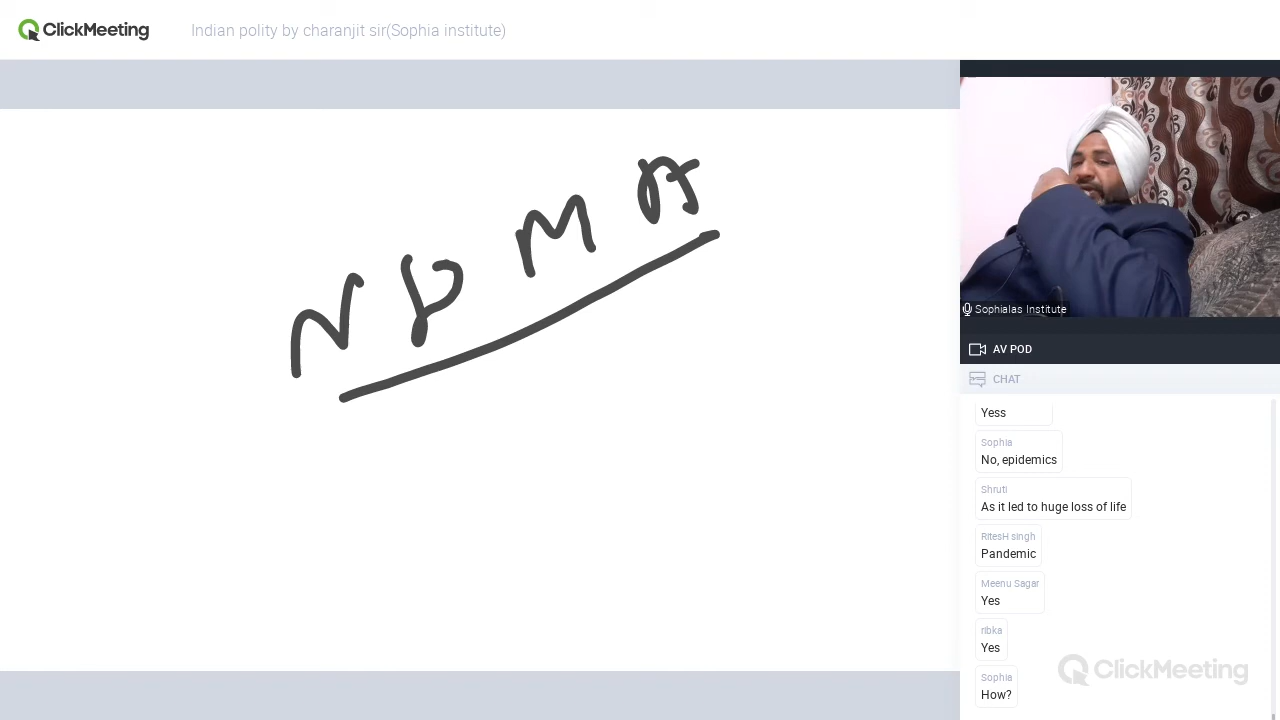 ClickMeeting
Indian polity by charanjit sir(Sophia institute)
NDMA
Sophialas Institute
AV POD
CHAT
Yess
Sophia
No, epidemics
Shruti
As it led to huge loss of life
RitesH singh
Pandemic
Meenu Sagar
Yes
ribka
Yes
Sophia
How?
ClickMeeting